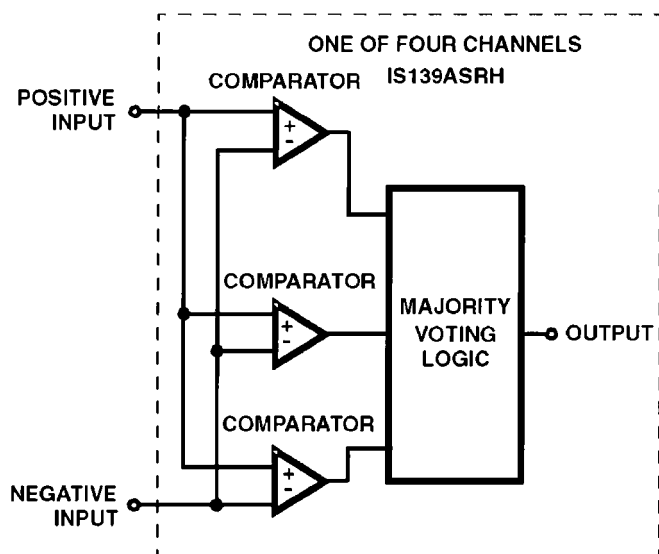 ONE OF FOUR CHANNELS
IS139ASRH
COMPARATOR
POSITIVE
INPUT
+
-
COMPARATOR
+
-
MAJORITY
VOTING
LOGIC
OUTPUT
COMPARATOR
+
-
NEGATIVE
INPUT